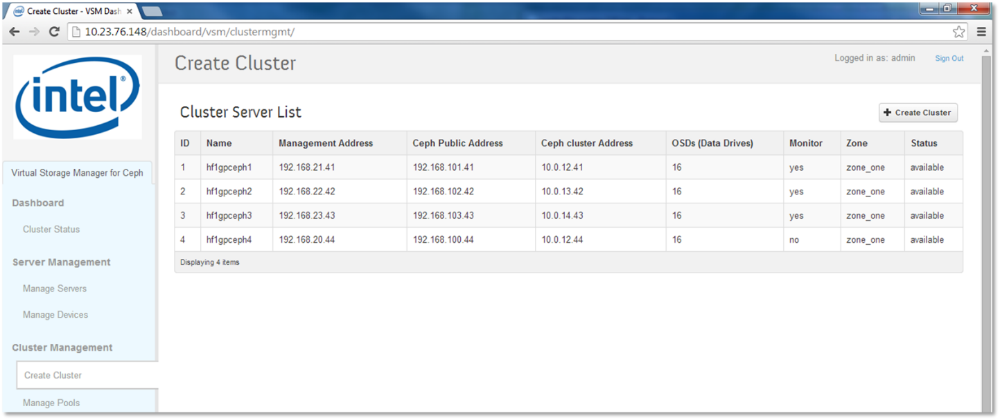 Create Cluster - VSM Dash
10.23.76.148/dashboard/vsm/clustermgmt/
intel®
Create Cluster
Logged in as: admin Sign Out
Virtual Storage Manager for Ceph
Dashboard
Cluster Status
Server Management
Manage Servers
Manage Devices
Cluster Management
Create Cluster
Manage Pools
Cluster Server List
Create Cluster
ID Name Management Address Ceph Public Address Ceph cluster Address OSDs (Data Drives) Monitor Zone Status
1 hf1gpceph1 192.168.21.41 192.168.101.41 10.0.12.41 16 yes zone_one available
2 hf1gpceph2 192.168.22.42 192.168.102.42 10.0.13.42 16 yes zone_one available
3 hf1gpceph3 192.168.23.43 192.168.103.43 10.0.14.43 16 yes zone_one available
4 hf1gpceph4 192.168.20.44 192.168.100.44 10.0.12.44 16 no zone_one available
Displaying 4 items